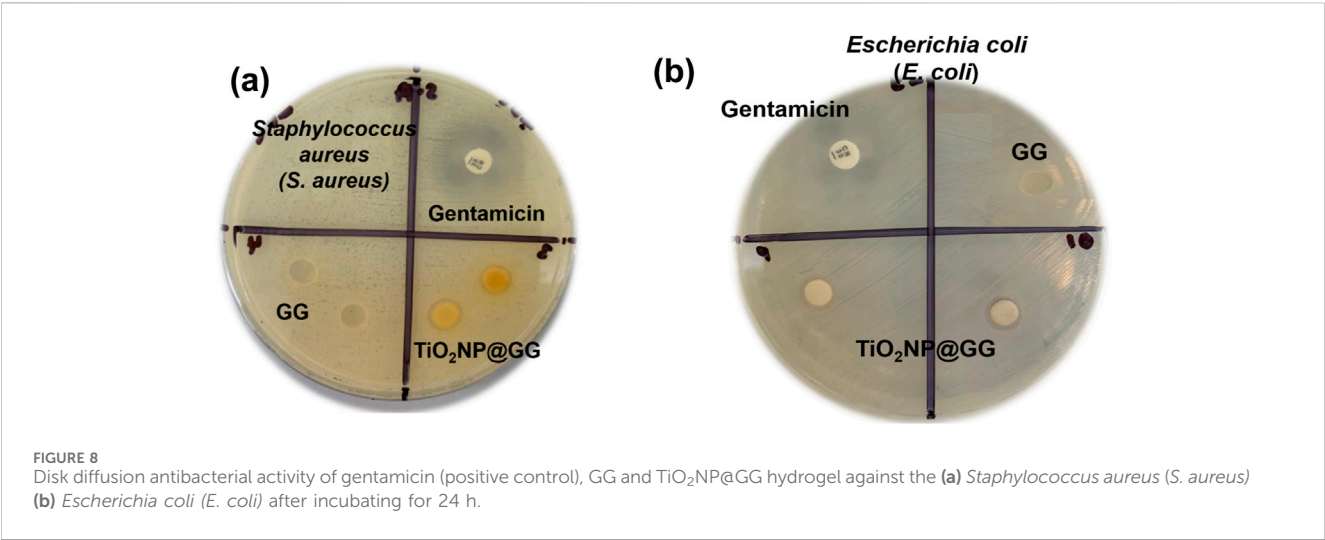 (a)
Staphylococcus
aureus
(S. aureus)
Gentamicin
GG
TiO₂NP@GG
(b)
Escherichia coli
(E. coli)
Gentamicin
GG
TiO₂NP@GG
FIGURE 8
Disk diffusion antibacterial activity of gentamicin (positive control), GG and TiO₂NP@GG hydrogel against the (a) Staphylococcus aureus (S. aureus)
(b) Escherichia coli (E. coli) after incubating for 24 h.